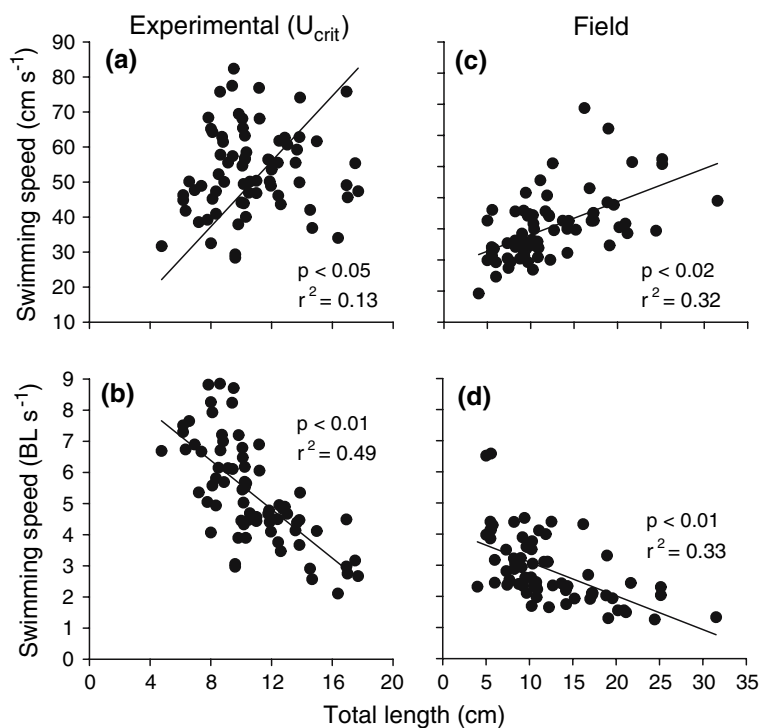 Experimental (U_crit)
Field
Swimming speed (cm s⁻¹)
90
80
70
60
50
40
30
20
10
(a)
p < 0.05
r² = 0.13
(c)
p < 0.02
r² = 0.32
Swimming speed (BL s⁻¹)
9
8
7
6
5
4
3
2
1
0
(b)
p < 0.01
r² = 0.49
(d)
p < 0.01
r² = 0.33
0 4 8 12 16 20
0 5 10 15 20 25 30 35
Total length (cm)